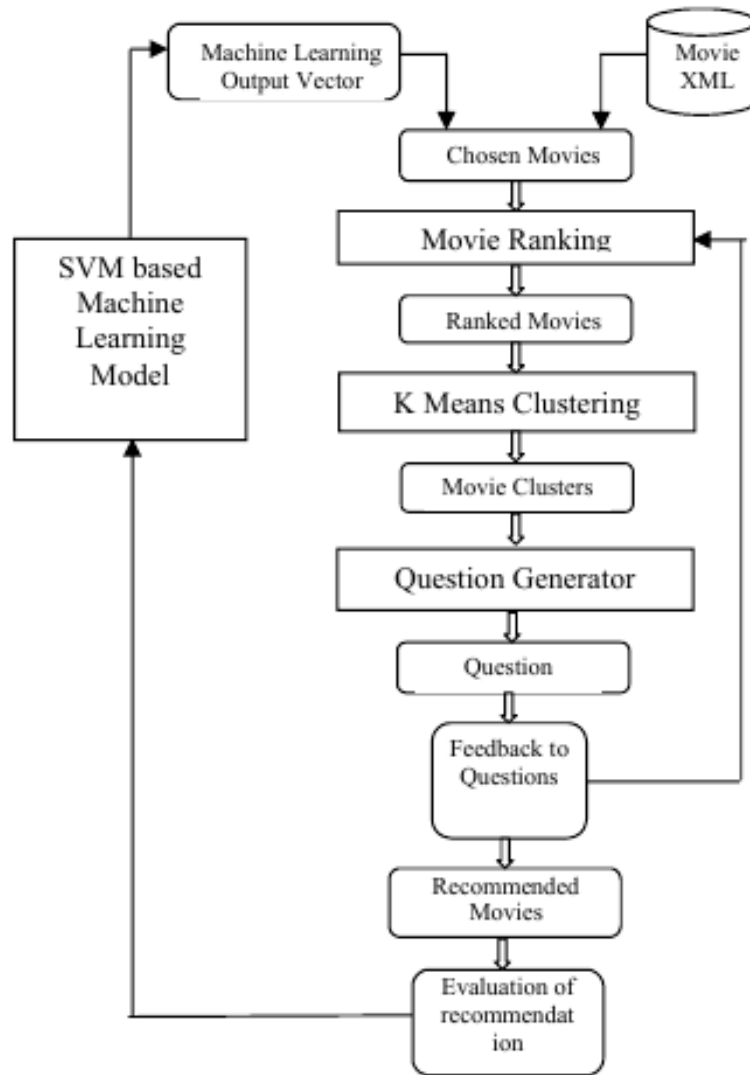 Machine Learning
Output Vector
Movie
XML
Chosen Movies
Movie Ranking
SVM based
Machine
Learning
Model
Ranked Movies
K Means Clustering
Movie Clusters
Question Generator
Question
Feedback to
Questions
Recommended
Movies
Evaluation of
recommendat
ion